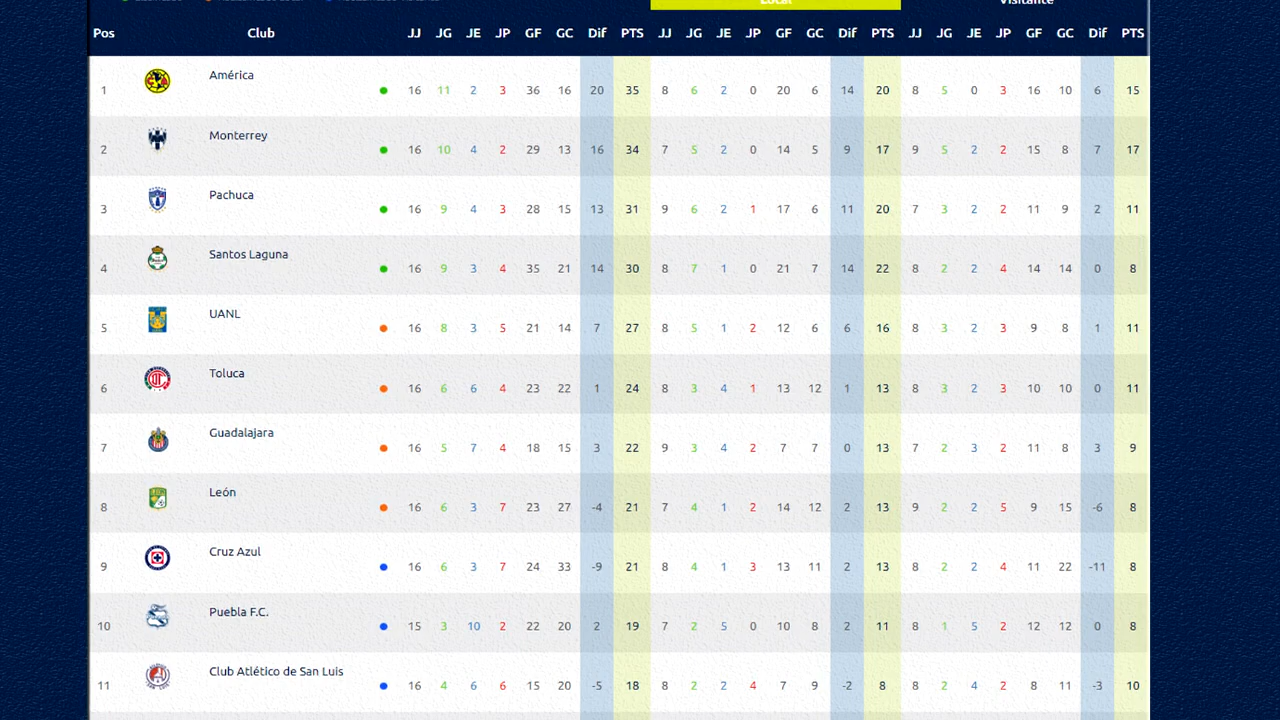 Local Visitante
Pos Club JJ JG JE JP GF GC Dif PTS JJ JG JE JP GF GC Dif PTS JJ JG JE JP GF GC Dif PTS
1 América 16 11 2 3 36 16 20 35 8 6 2 0 20 6 14 20 8 5 0 3 16 10 6 15
2 Monterrey 16 10 4 2 29 13 16 34 7 5 2 0 14 5 9 17 9 5 2 2 15 8 7 17
3 Pachuca 16 9 4 3 28 15 13 31 9 6 2 1 17 6 11 20 7 3 2 2 11 9 2 11
4 Santos Laguna 16 9 3 4 35 21 14 30 8 7 1 0 21 7 14 22 8 2 2 4 14 14 0 8
5 UANL 16 8 3 5 21 14 7 27 8 5 1 2 12 6 6 16 8 3 2 3 9 8 1 11
6 Toluca 16 6 6 4 23 22 1 24 8 3 4 1 13 12 1 13 8 3 2 3 10 10 0 11
7 Guadalajara 16 5 7 4 18 15 3 22 9 3 4 2 7 7 0 13 7 2 3 2 11 8 3 9
8 León 16 6 3 7 23 27 -4 21 7 4 1 2 14 12 2 13 9 2 2 5 9 15 -6 8
9 Cruz Azul 16 6 3 7 24 33 -9 21 8 4 1 3 13 11 2 13 8 2 2 4 11 22 -11 8
10 Puebla F.C. 15 3 10 2 22 20 2 19 7 2 5 0 10 8 2 11 8 1 5 2 12 12 0 8
11 Club Atlético de San Luis 16 4 6 6 15 20 -5 18 8 2 2 4 7 9 -2 8 8 2 4 2 8 11 -3 10